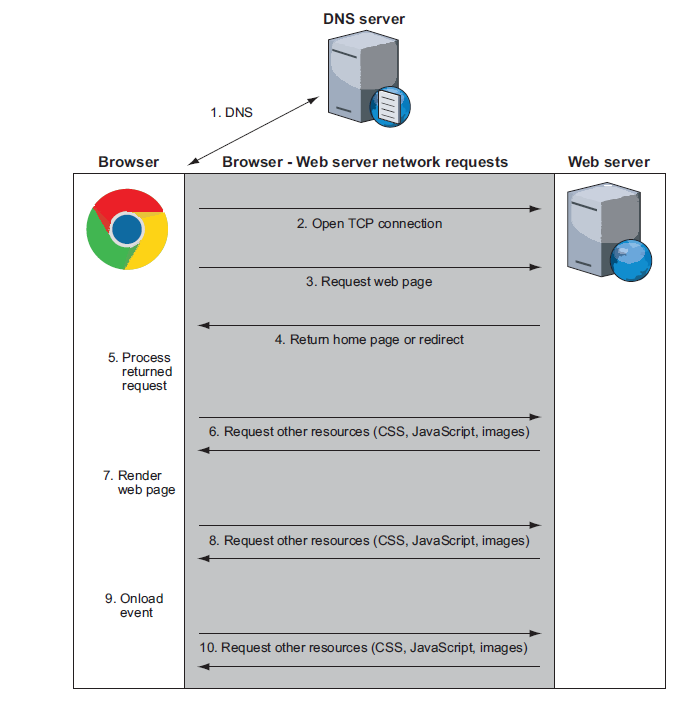 DNS server
1. DNS
Browser
Browser - Web server network requests
Web server
2. Open TCP connection
3. Request web page
4. Return home page or redirect
5. Process
returned
request
6. Request other resources (CSS, JavaScript, images)
7. Render
web page
8. Request other resources (CSS, JavaScript, images)
9. Onload
event
10. Request other resources (CSS, JavaScript, images)